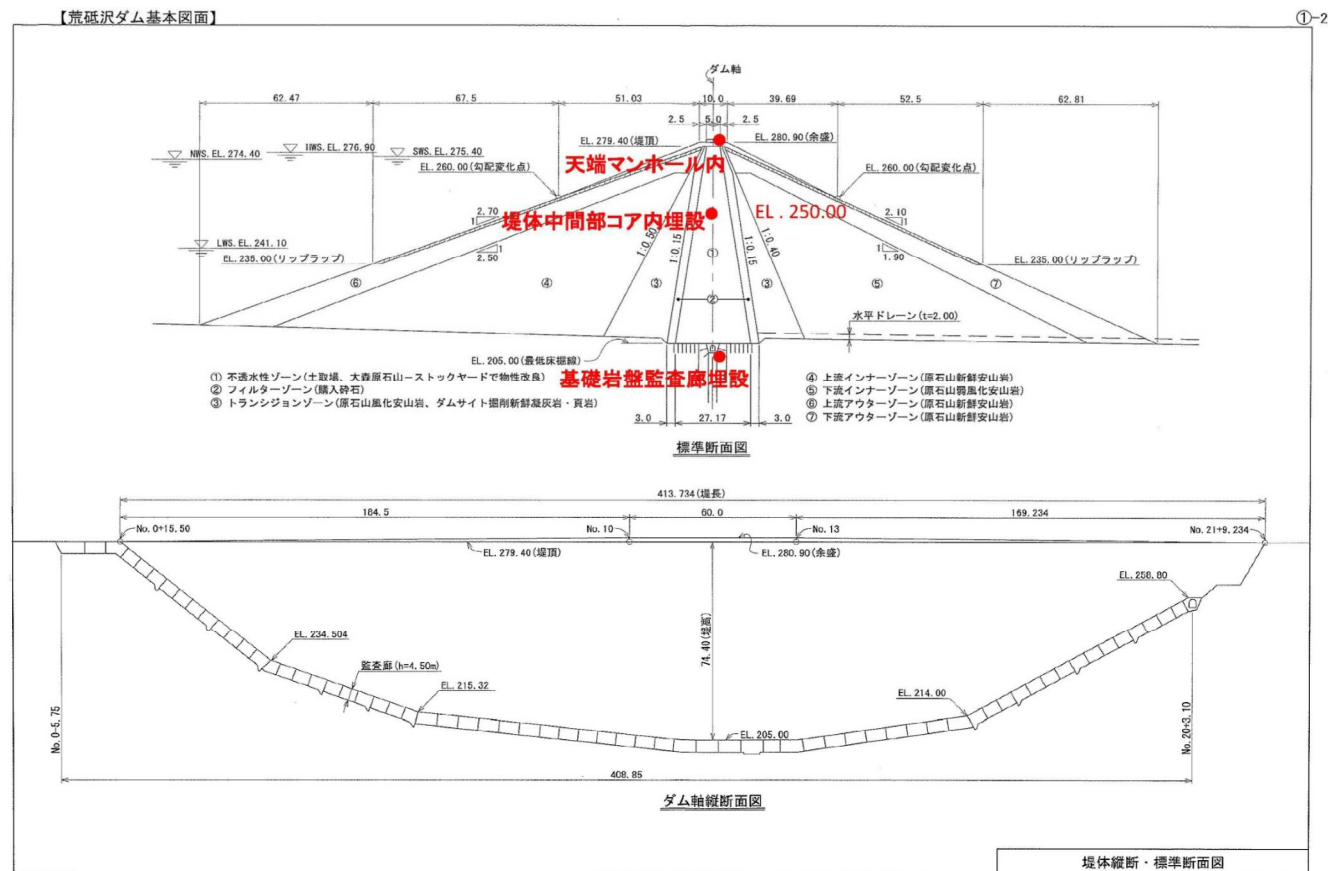 【荒砥沢ダム基本図面】
①-2
ダム軸
62.47
67.5
51.03
10.0
39.69
52.5
62.81
2.5
5.0
2.5
EL.279.40(堤頂)
EL.280.90(余盛)
NWS.EL.274.40
HWS.EL.276.90
SWS.EL.275.40
天端マンホール内
EL.260.00(勾配変化点)
EL.260.00(勾配変化点)
2.70
1
堤体中間部コア内埋設
EL.250.00
2.10
1
LWS.EL.241.10
1
2.50
1:0.50
1:0.15
①
1:0.15
1:0.40
1
1.90
EL.235.00(リップラップ)
EL.235.00(リップラップ)
⑥
④
③
②
③
⑤
⑦
水平ドレーン(t=2.00)
EL.205.00(最低床掘線)
基礎岩盤監査廊埋設
① 不透水性ゾーン(土取場、大森原石山-ストックヤードで物性改良)
② フィルターゾーン(購入砕石)
③ トランシジョンゾーン(原石山風化安山岩、ダムサイト掘削新鮮凝灰岩・頁岩)
④ 上流インナーゾーン(原石山新鮮安山岩)
⑤ 下流インナーゾーン(原石山弱風化安山岩)
⑥ 上流アウターゾーン(原石山新鮮安山岩)
⑦ 下流アウターゾーン(原石山新鮮安山岩)
3.0
27.17
3.0
標準断面図
413.734(堤長)
184.5
60.0
169.234
No.0+15.50
No.10
No.13
No.21+9.234
EL.279.40(堤頂)
EL.280.90(余盛)
EL.258.80
74.40(堤高)
EL.234.504
監査廊(h=4.50m)
EL.215.32
EL.214.00
EL.205.00
No.0-5.75
No.20+3.10
408.85
ダム軸縦断面図
堤体縦断・標準断面図